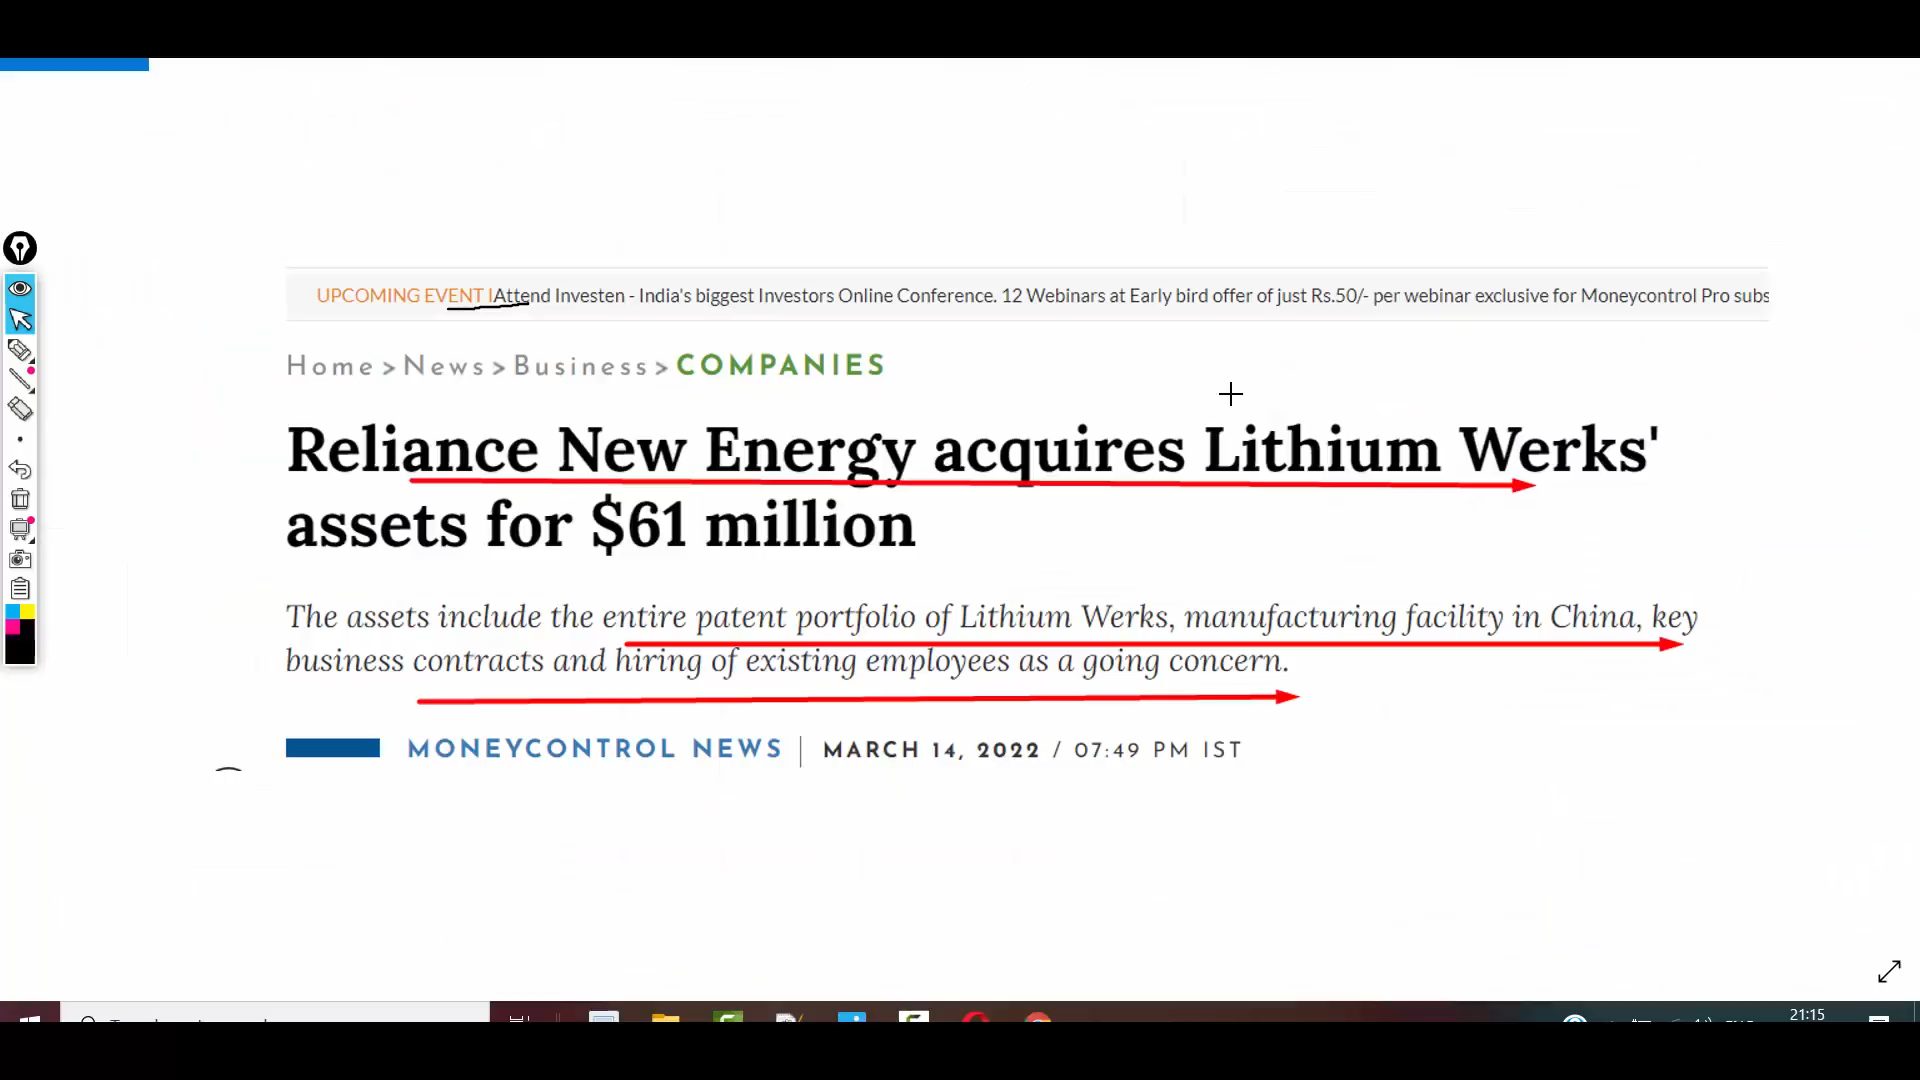 UPCOMING EVENT |Attend Investen - India's biggest Investors Online Conference. 12 Webinars at Early bird offer of just Rs.50/- per webinar exclusive for Moneycontrol Pro subs
Home > News > Business > COMPANIES
Reliance New Energy acquires Lithium Werks'
assets for $61 million
The assets include the entire patent portfolio of Lithium Werks, manufacturing facility in China, key
business contracts and hiring of existing employees as a going concern.
MONEYCONTROL NEWS | MARCH 14, 2022 / 07:49 PM IST
21:15